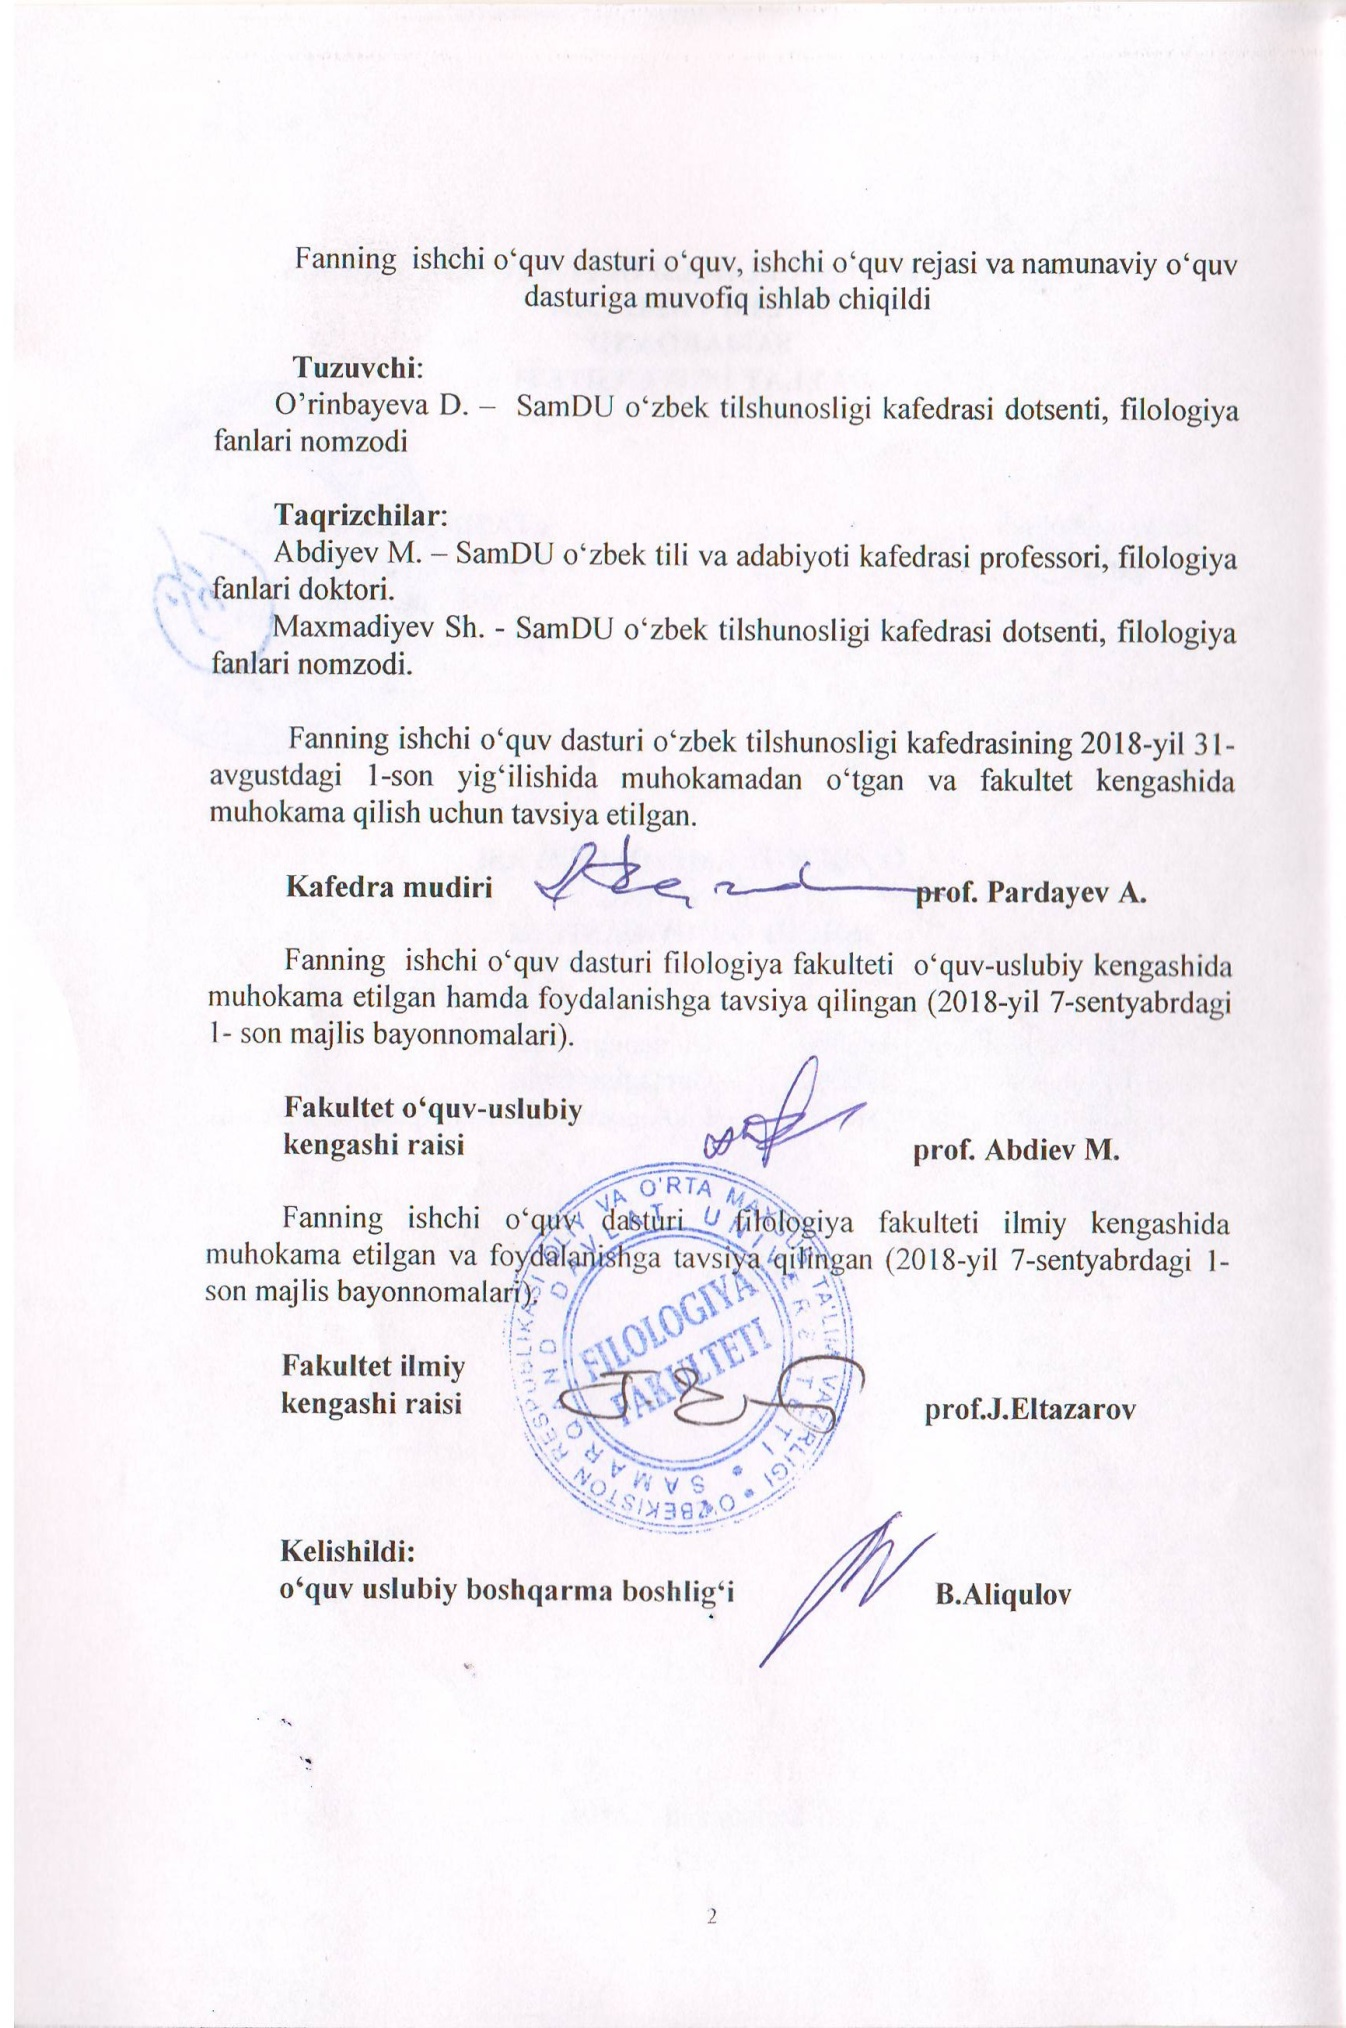 Fanning ishchi o‘quv dasturi o‘quv, ishchi o‘quv rejasi va namunaviy o‘quv
dasturiga muvofiq ishlab chiqildi
Tuzuvchi:
O’rinbayeva D. – SamDU o‘zbek tilshunosligi kafedrasi dotsenti, filologiya
fanlari nomzodi
Taqrizchilar:
Abdiyev M. – SamDU o‘zbek tili va adabiyoti kafedrasi professori, filologiya
fanlari doktori.
Maxmadiyev Sh. - SamDU o‘zbek tilshunosligi kafedrasi dotsenti, filologiya
fanlari nomzodi.
Fanning ishchi o‘quv dasturi o‘zbek tilshunosligi kafedrasining 2018-yil 31-
avgustdagi 1-son yig‘ilishida muhokamadan o‘tgan va fakultet kengashida
muhokama qilish uchun tavsiya etilgan.
Kafedra mudiri prof. Pardayev A.
Fanning ishchi o‘quv dasturi filologiya fakulteti o‘quv-uslubiy kengashida
muhokama etilgan hamda foydalanishga tavsiya qilingan (2018-yil 7-sentyabrdagi
1- son majlis bayonnomalari).
Fakultet o‘quv-uslubiy
kengashi raisi prof. Abdiev M.
Fanning ishchi o‘quv dasturi filologiya fakulteti ilmiy kengashida
muhokama etilgan va foydalanishga tavsiya qilingan (2018-yil 7-sentyabrdagi 1-
son majlis bayonnomalari).
FILOLOGIYA
FAKULTETI
Fakultet ilmiy
kengashi raisi prof.J.Eltazarov
Kelishildi:
o‘quv uslubiy boshqarma boshlig‘i B.Aliqulov
2